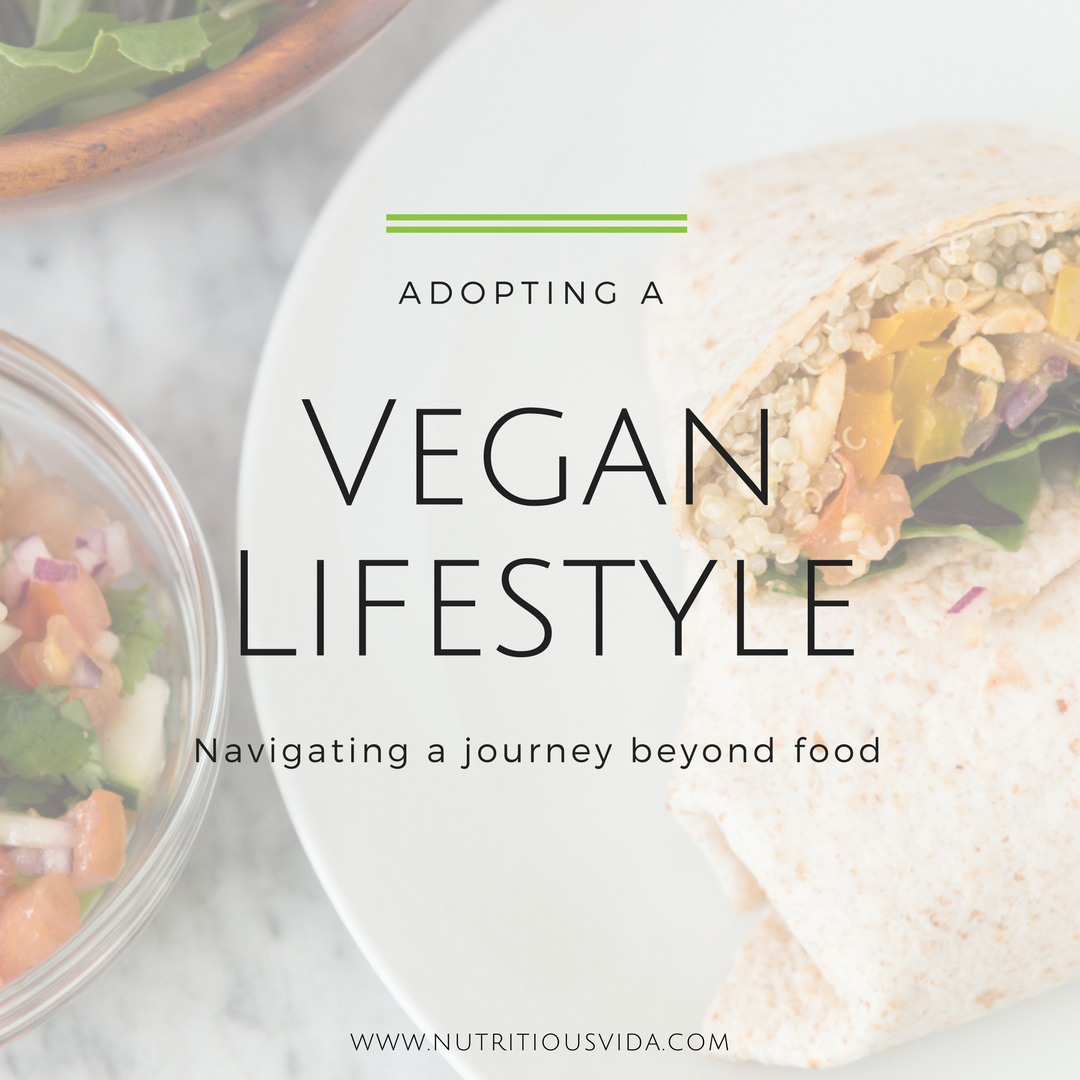 ADOPTING A
VEGAN
LIFESTYLE
Navigating a journey beyond food
WWW.NUTRITIOUSVIDA.COM